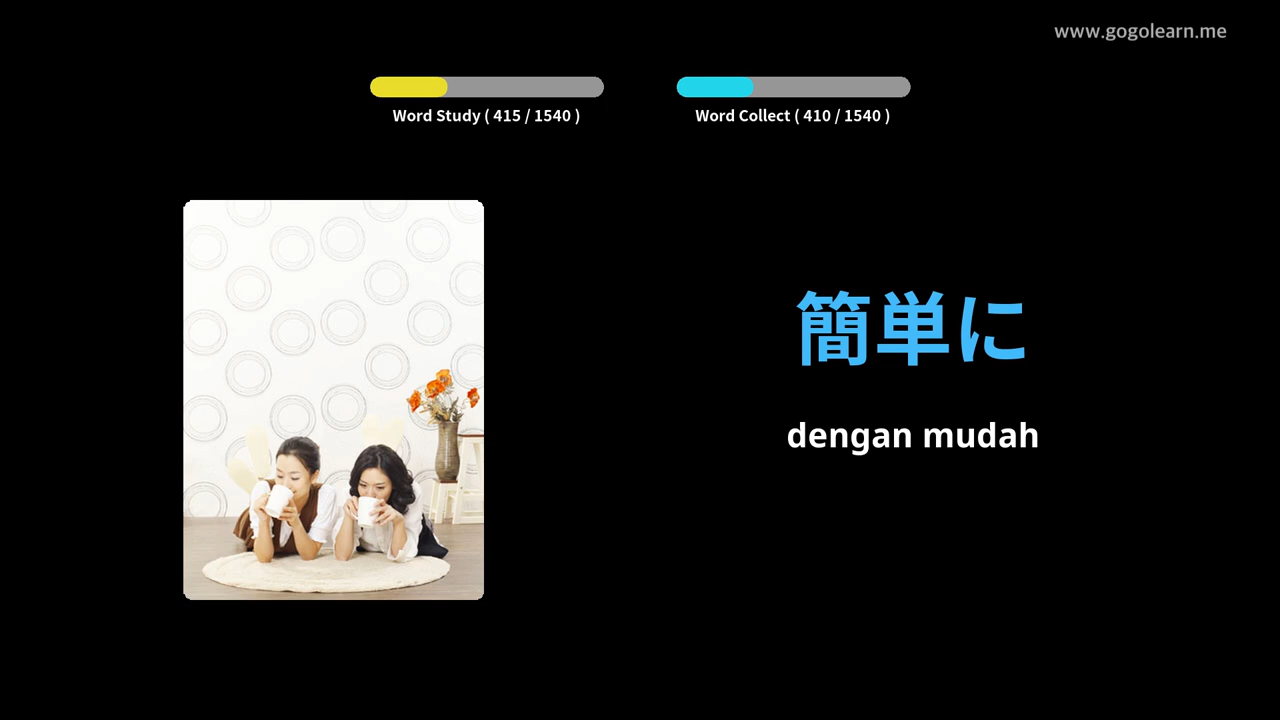 www.gogolearn.me
Word Study ( 415 / 1540 )
Word Collect ( 410 / 1540 )
簡単に
dengan mudah